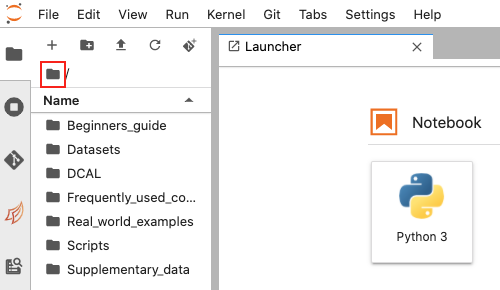 File Edit View Run Kernel Git Tabs Settings Help
Launcher
/
Name
Beginners_guide
Datasets
DCAL
Frequently_used_co...
Real_world_examples
Scripts
Supplementary_data
Notebook
Python 3